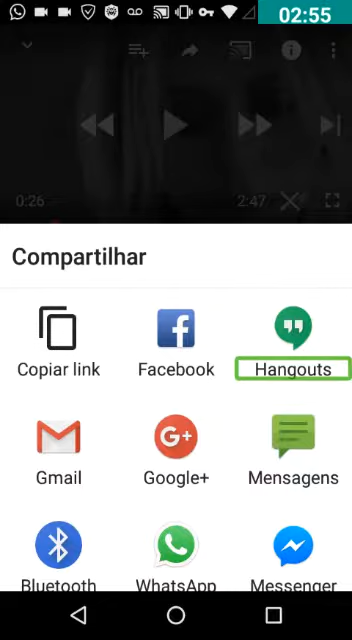 02:55
0:26
2:47
Compartilhar
Copiar link
Facebook
Hangouts
Gmail
Google+
Mensagens
Bluetooth
WhatsApp
Messenger